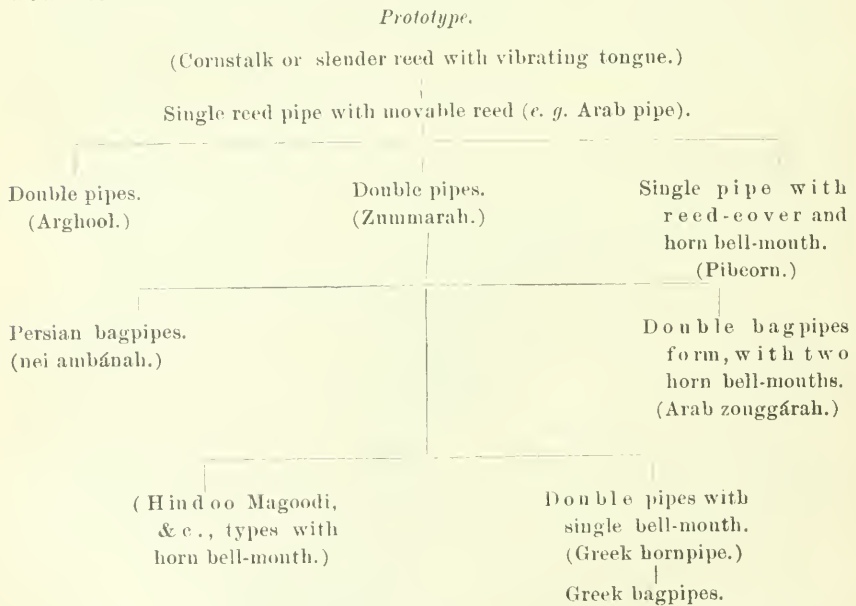 Prototype.
(Cornstalk or slender reed with vibrating tongue.)
Single reed pipe with movable reed (e. g. Arab pipe).
Double pipes.
(Arghool.)
Double pipes.
(Zummarah.)
Single pipe with
reed-cover and
horn bell-mouth.
(Pibcorn.)
Persian bagpipes.
(nei ambánah.)
Double bagpipes
form, with two
horn bell-mouths.
(Arab zonggárah.)
(Hindoo Magoodi,
&c., types with
horn bell-mouth.)
Double pipes with
single bell-mouth.
(Greek hornpipe.)
Greek bagpipes.